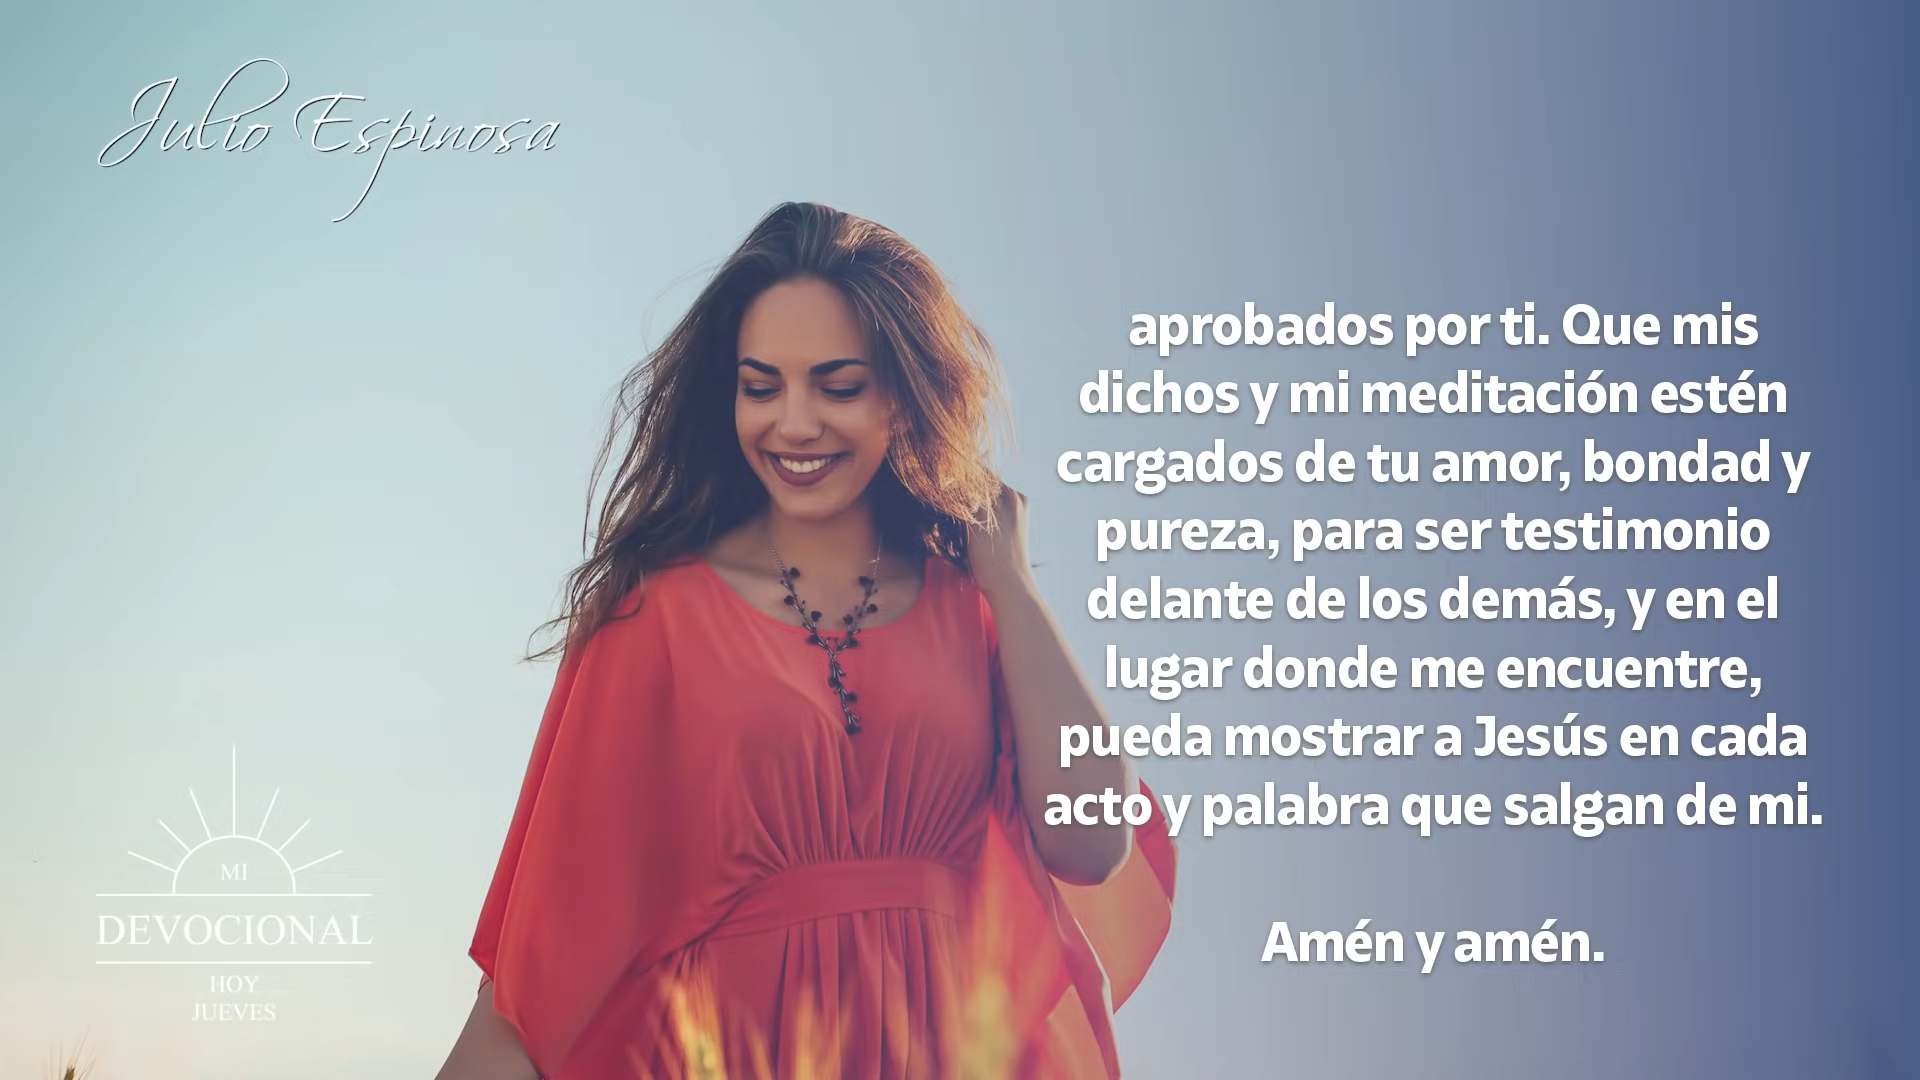 Julio Espinosa
aprobados por ti. Que mis
dichos y mi meditación estén
cargados de tu amor, bondad y
pureza, para ser testimonio
delante de los demás, y en el
lugar donde me encuentre,
pueda mostrar a Jesús en cada
acto y palabra que salgan de mi.
Amén y amén.
MI
DEVOCIONAL
HOY
JUEVES